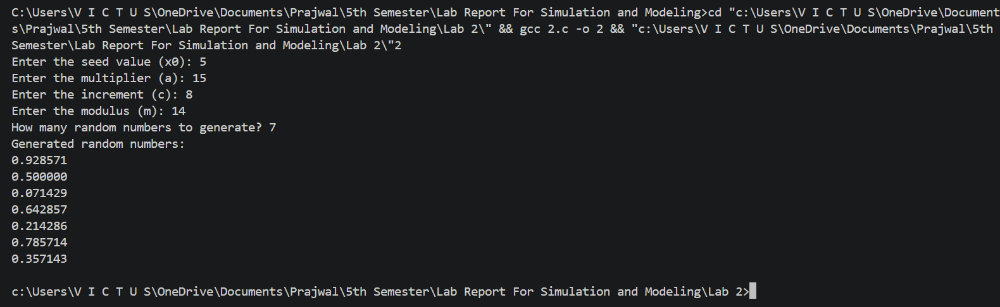 C:\Users\V I C T U S\OneDrive\Documents\Prajwal\5th Semester\Lab Report For Simulation and Modeling>cd "c:\Users\V I C T U S\OneDrive\Document
s\Prajwal\5th Semester\Lab Report For Simulation and Modeling\Lab 2\" && gcc 2.c -o 2 && "c:\Users\V I C T U S\OneDrive\Documents\Prajwal\5th
Semester\Lab Report For Simulation and Modeling\Lab 2\"2
Enter the seed value (x0): 5
Enter the multiplier (a): 15
Enter the increment (c): 8
Enter the modulus (m): 14
How many random numbers to generate? 7
Generated random numbers:
0.928571
0.500000
0.071429
0.642857
0.214286
0.785714
0.357143
c:\Users\V I C T U S\OneDrive\Documents\Prajwal\5th Semester\Lab Report For Simulation and Modeling\Lab 2>